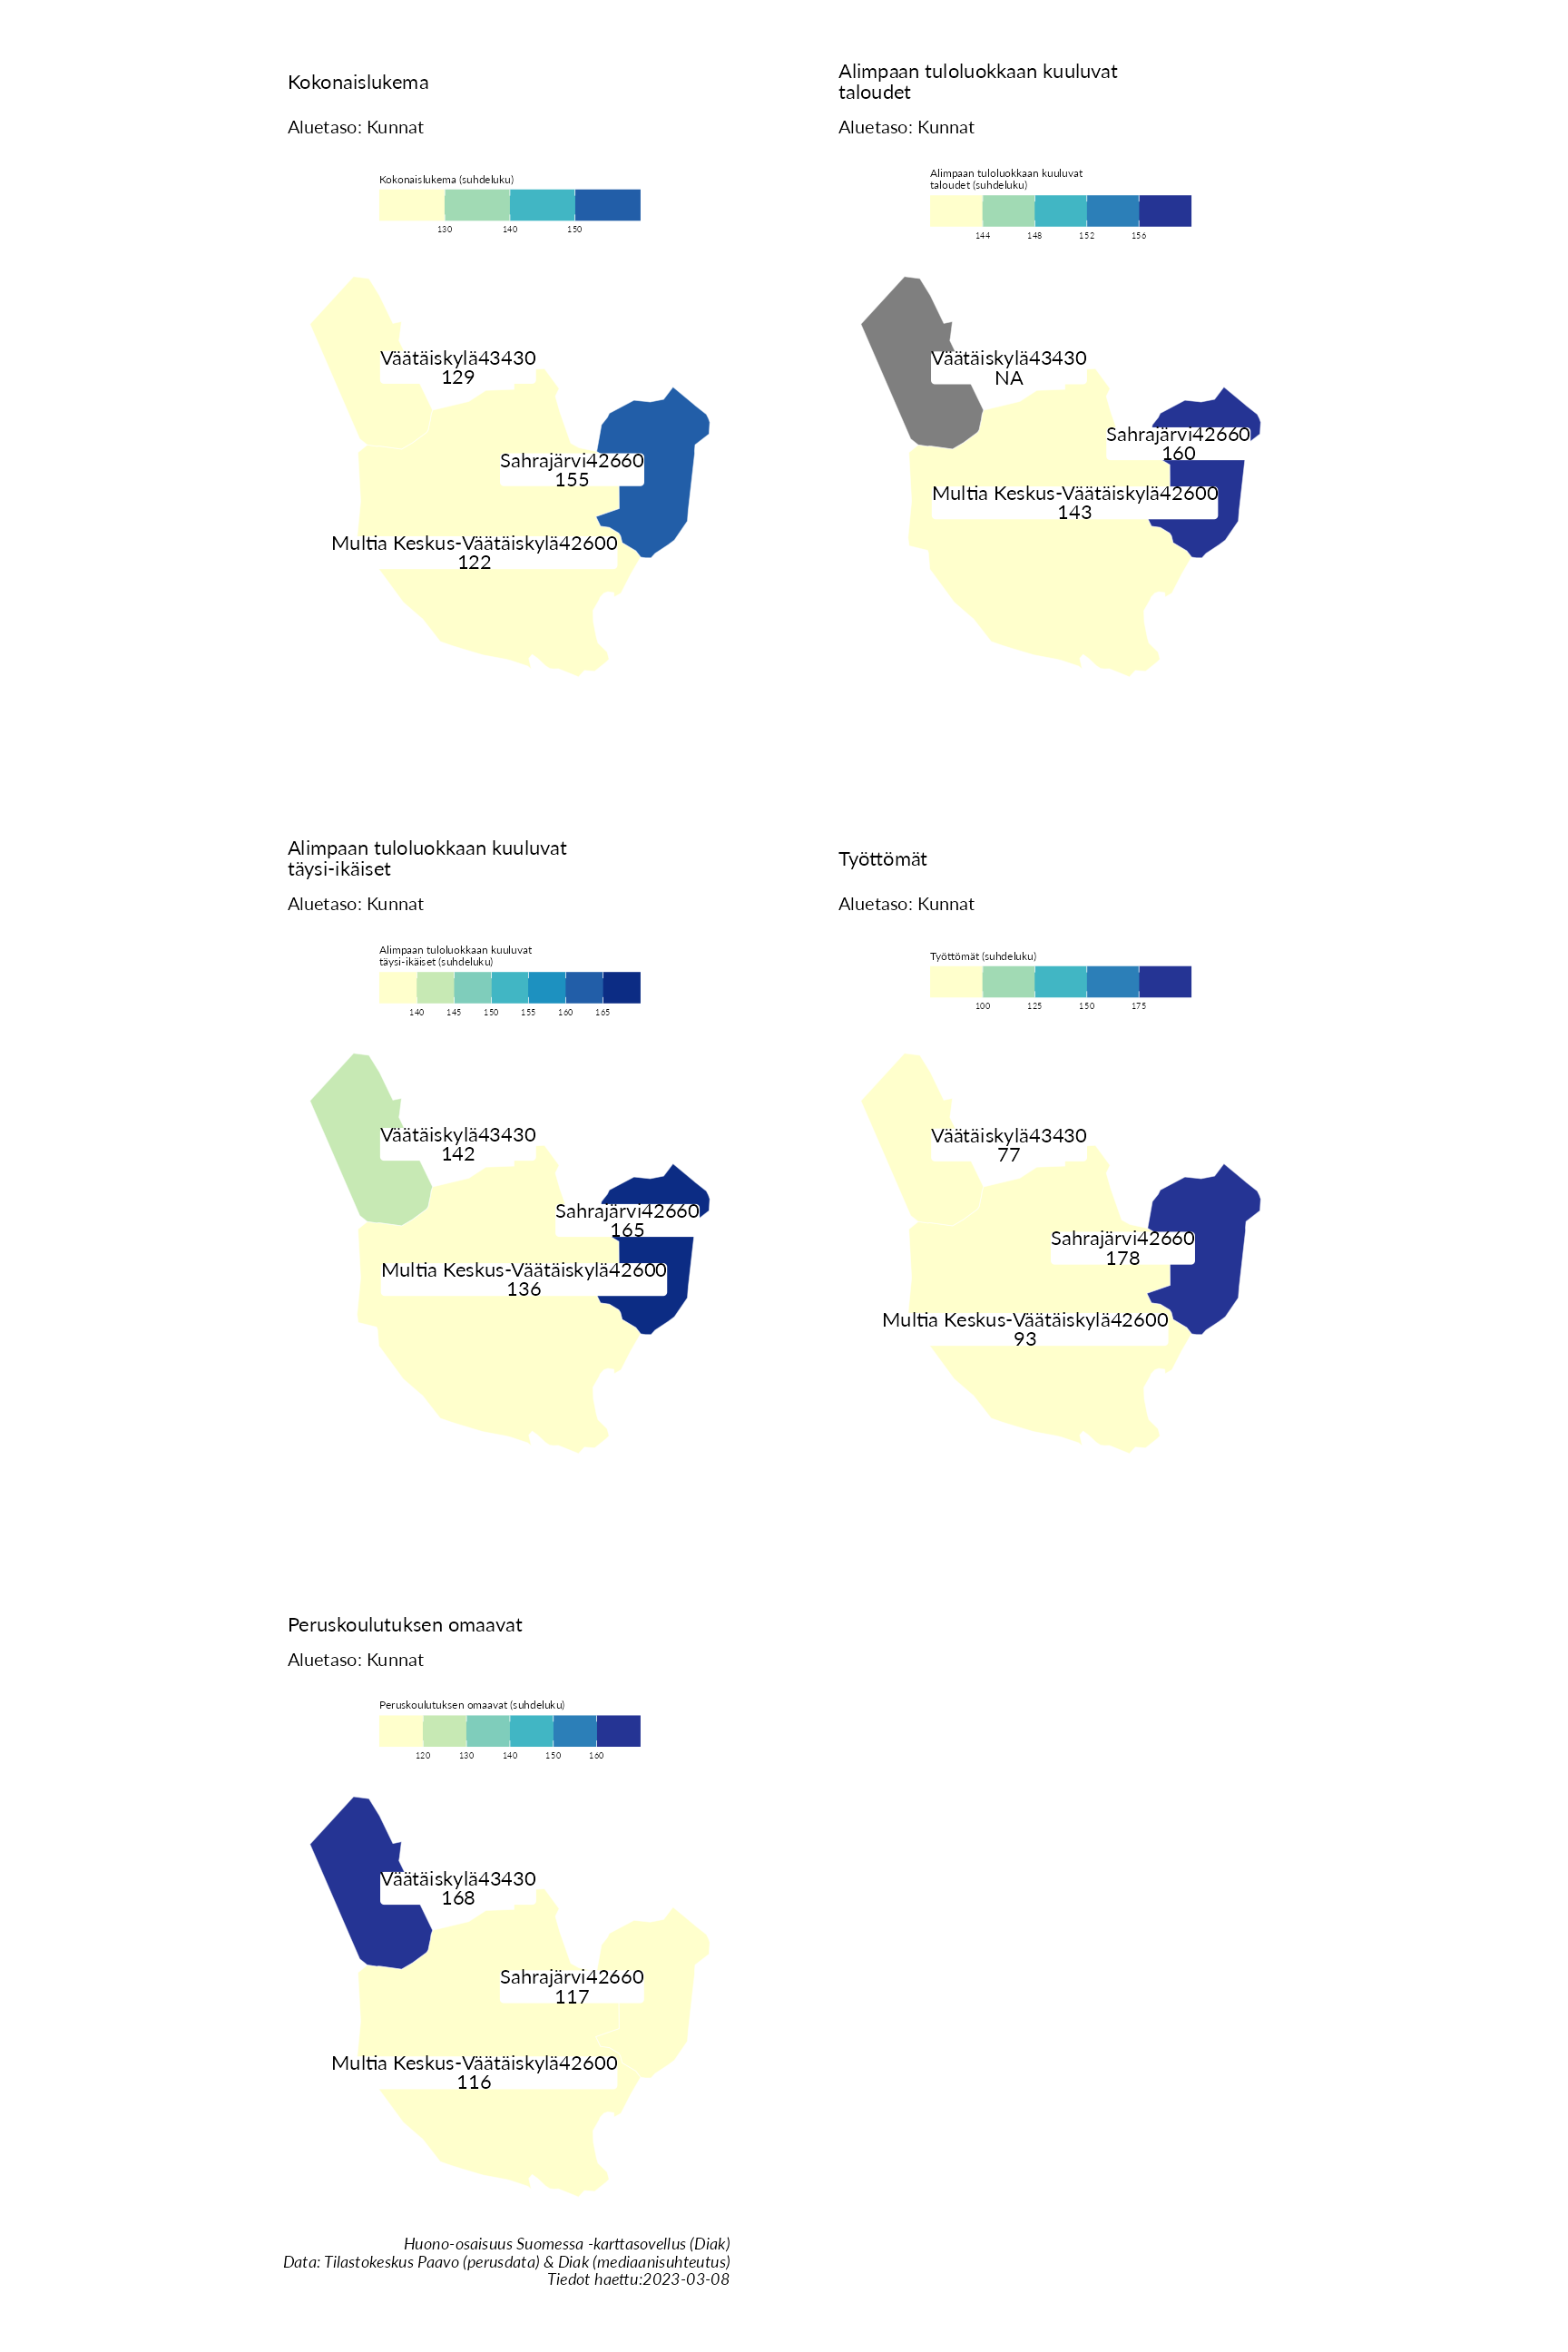 Kokonaislukema
Aluetaso: Kunnat
Kokonaislukema (suhdeluku)
130 140 150
Väätäiskylä43430
129
Sahrajärvi42660
155
Multia Keskus-Väätäiskylä42600
122
Alimpaan tuloluokkaan kuuluvat
taloudet
Aluetaso: Kunnat
Alimpaan tuloluokkaan kuuluvat
taloudet (suhdeluku)
144 148 152 156
Väätäiskylä43430
NA
Sahrajärvi42660
160
Multia Keskus-Väätäiskylä42600
143
Alimpaan tuloluokkaan kuuluvat
täysi-ikäiset
Aluetaso: Kunnat
Alimpaan tuloluokkaan kuuluvat
täysi-ikäiset (suhdeluku)
140 145 150 155 160 165
Väätäiskylä43430
142
Sahrajärvi42660
165
Multia Keskus-Väätäiskylä42600
136
Työttömät
Aluetaso: Kunnat
Työttömät (suhdeluku)
100 125 150 175
Väätäiskylä43430
77
Sahrajärvi42660
178
Multia Keskus-Väätäiskylä42600
93
Peruskoulutuksen omaavat
Aluetaso: Kunnat
Peruskoulutuksen omaavat (suhdeluku)
120 130 140 150 160
Väätäiskylä43430
168
Sahrajärvi42660
117
Multia Keskus-Väätäiskylä42600
116
Huono-osaisuus Suomessa -karttasovellus (Diak)
Data: Tilastokeskus Paavo (perusdata) & Diak (mediaanisuhteutus)
Tiedot haettu:2023-03-08